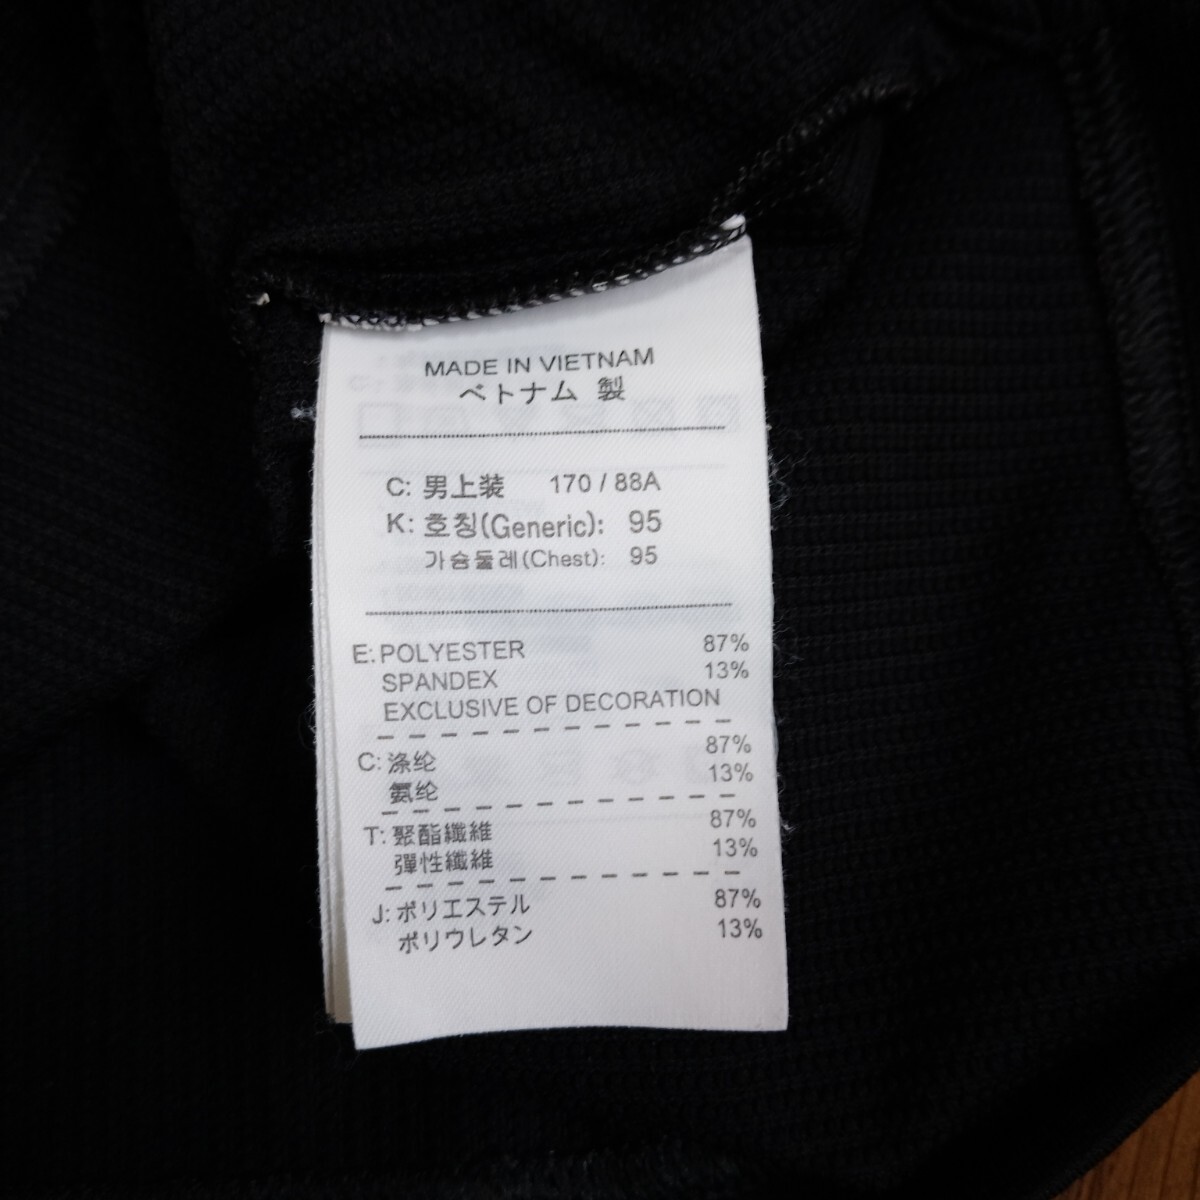 MADE IN VIETNAM
ベトナム 製
C: 男上装 170 / 88A
K: 호칭(Generic): 95
가슴둘레(Chest): 95
E: POLYESTER 87%
SPANDEX 13%
EXCLUSIVE OF DECORATION
C: 涤纶 87%
氨纶 13%
T: 聚酯纖維 87%
彈性纖維 13%
J: ポリエステル 87%
ポリウレタン 13%